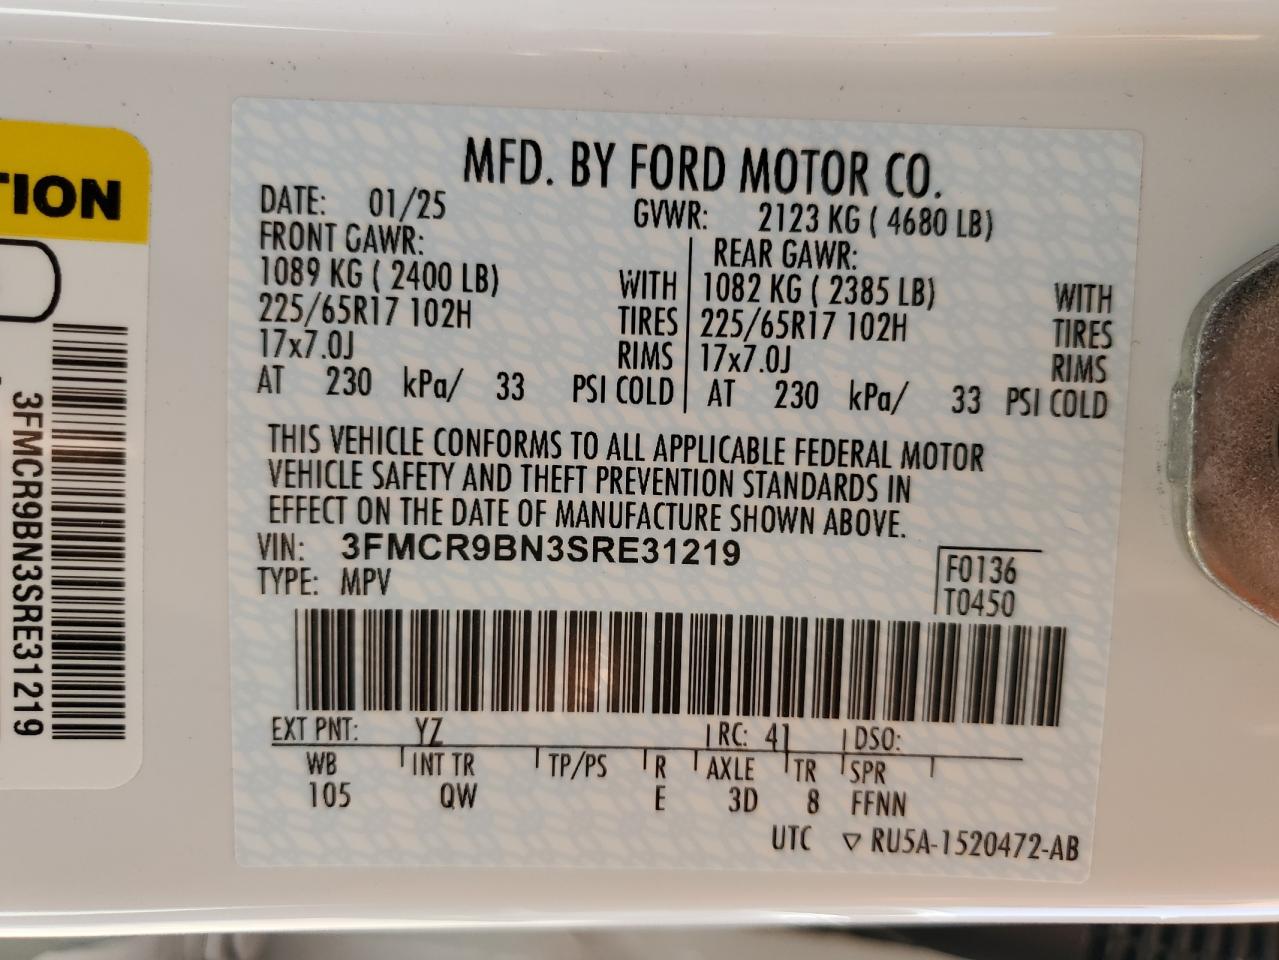 TION
3FMCR9BN3SRE31219
MFD. BY FORD MOTOR CO.
DATE: 01/25 GVWR: 2123 KG ( 4680 LB)
FRONT GAWR: REAR GAWR:
1089 KG ( 2400 LB) WITH 1082 KG ( 2385 LB) WITH
225/65R17 102H TIRES 225/65R17 102H TIRES
17x7.0J RIMS 17x7.0J RIMS
AT 230 kPa/ 33 PSI COLD AT 230 kPa/ 33 PSI COLD
THIS VEHICLE CONFORMS TO ALL APPLICABLE FEDERAL MOTOR
VEHICLE SAFETY AND THEFT PREVENTION STANDARDS IN
EFFECT ON THE DATE OF MANUFACTURE SHOWN ABOVE.
VIN: 3FMCR9BN3SRE31219
TYPE: MPV
F0136
T0450
EXT PNT: YZ RC: 41 DSO:
WB INT TR TP/PS R AXLE TR SPR
105 QW E 3D 8 FFNN
UTC ▽ RU5A-1520472-AB